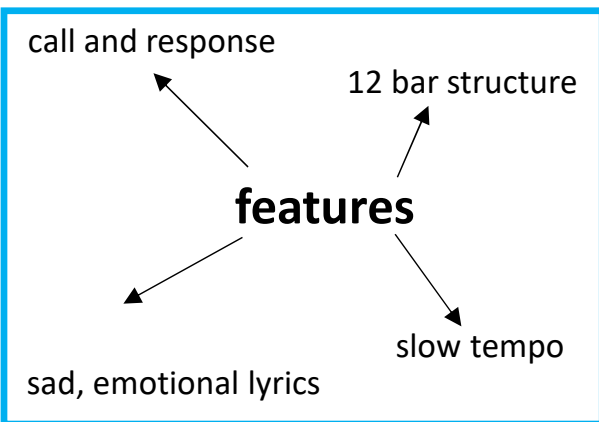 call and response
12 bar structure
features
slow tempo
sad, emotional lyrics